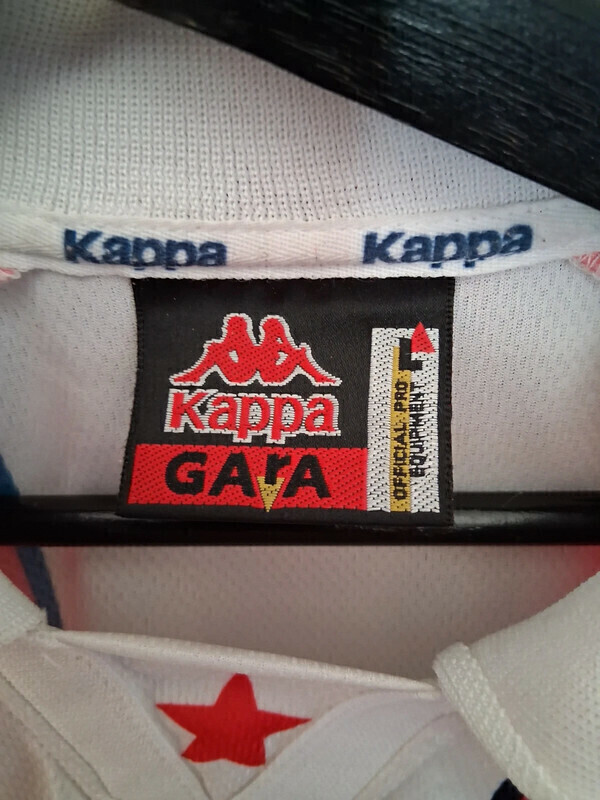 Kappa Kappa
Kappa
GArA
OFFICIAL PRO
EQUIPMENT